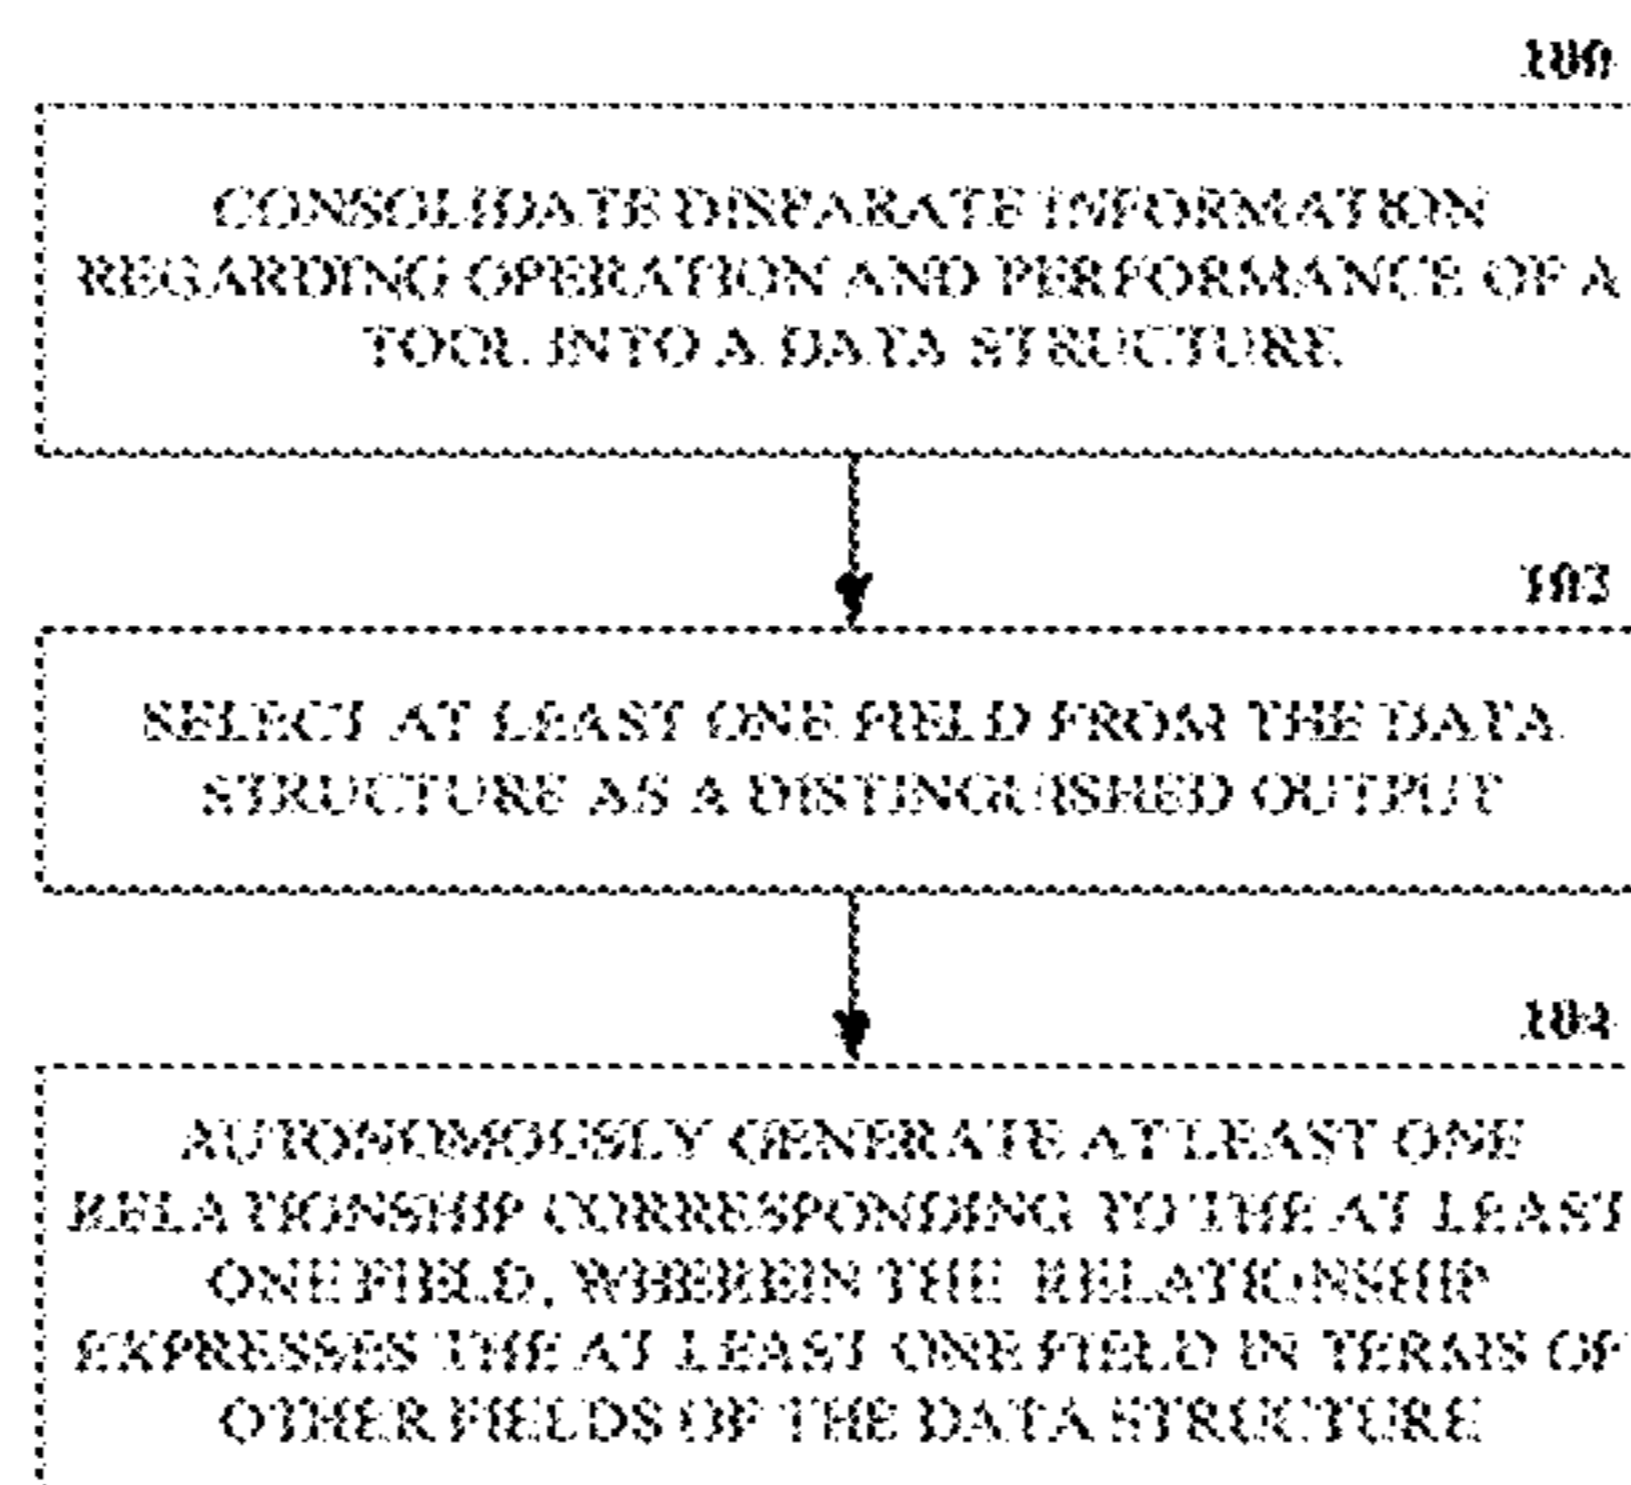 100
CONSOLIDATE DISPARATE INFORMATION
REGARDING OPERATION AND PERFORMANCE OF A
TOOL INTO A DATA STRUCTURE
102
SELECT AT LEAST ONE FIELD FROM THE DATA
STRUCTURE AS A DISTINGUISHED OUTPUT
104
AUTONOMOUSLY GENERATE AT LEAST ONE
RELATIONSHIP CORRESPONDING TO THE AT LEAST
ONE FIELD, WHEREIN THE RELATIONSHIP
EXPRESSES THE AT LEAST ONE FIELD IN TERMS OF
OTHER FIELDS OF THE DATA STRUCTURE